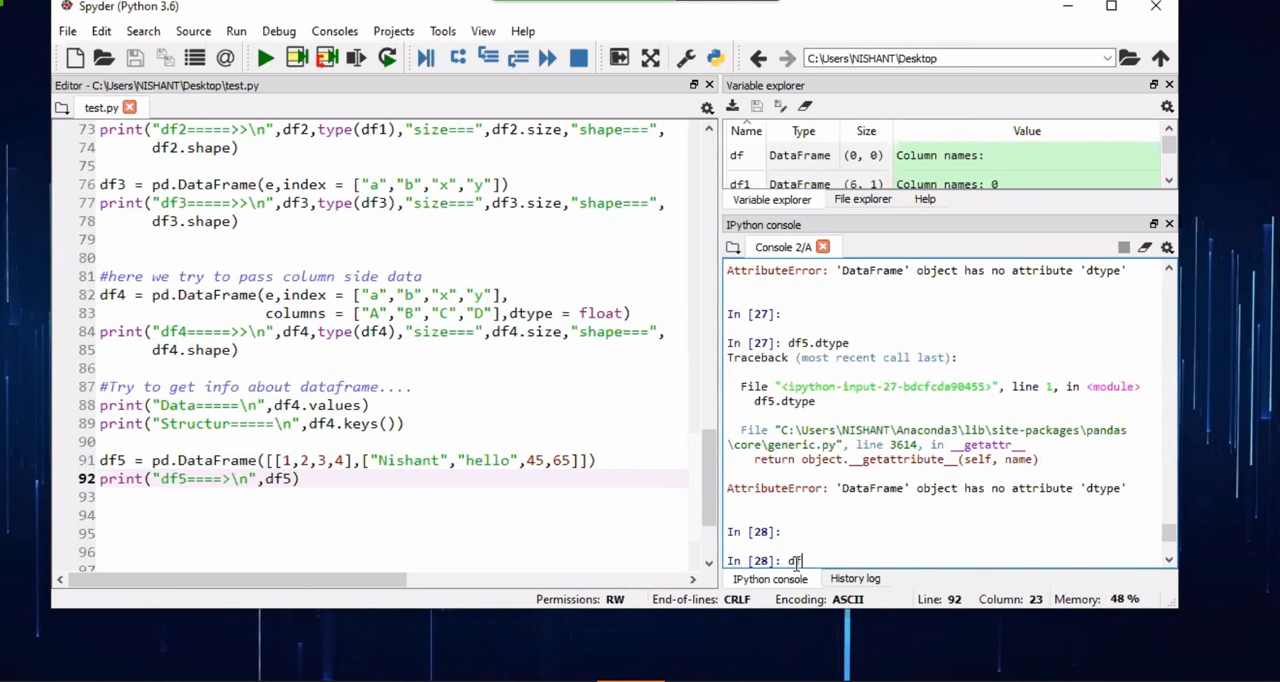 Spyder (Python 3.6)
File Edit Search Source Run Debug Consoles Projects Tools View Help
C:\Users\NISHANT\Desktop
Editor - C:\Users\NISHANT\Desktop\test.py
test.py
73 print("df2=====>>\n",df2,type(df1),"size===",df2.size,"shape===",
74 df2.shape)
75
76 df3 = pd.DataFrame(e,index = ["a","b","x","y"])
77 print("df3=====>>\n",df3,type(df3),"size===",df3.size,"shape===",
78 df3.shape)
79
80
81 #here we try to pass column side data
82 df4 = pd.DataFrame(e,index = ["a","b","x","y"],
83 columns = ["A","B","C","D"],dtype = float)
84 print("df4=====>>\n",df4,type(df4),"size===",df4.size,"shape===",
85 df4.shape)
86
87 #Try to get info about dataframe....
88 print("Data=====\n",df4.values)
89 print("Structur=====\n",df4.keys())
90
91 df5 = pd.DataFrame([[1,2,3,4],["Nishant","hello",45,65]])
92 print("df5====>\n",df5)
93
94
95
96
97
Variable explorer
Name Type Size Value
df DataFrame (0, 0) Column names:
df1 DataFrame (6, 1) Column names: 0
Variable explorer File explorer Help
IPython console
Console 2/A
AttributeError: 'DataFrame' object has no attribute 'dtype'
In [27]:
In [27]: df5.dtype
Traceback (most recent call last):
File "<ipython-input-27-bdcfcda90455>", line 1, in <module>
df5.dtype
File "C:\Users\NISHANT\Anaconda3\lib\site-packages\pandas
\core\generic.py", line 3614, in __getattr__
return object.__getattribute__(self, name)
AttributeError: 'DataFrame' object has no attribute 'dtype'
In [28]:
In [28]: df
IPython console History log
Permissions: RW End-of-lines: CRLF Encoding: ASCII Line: 92 Column: 23 Memory: 48 %